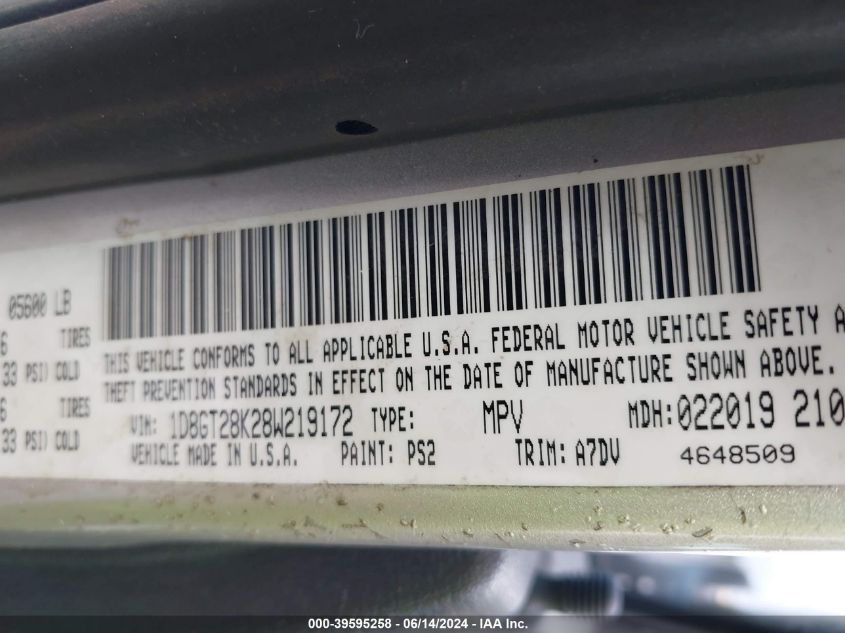 05600 LB
6 TIRES
33 PSI) COLD
6 TIRES
33 PSI) COLD
THIS VEHICLE CONFORMS TO ALL APPLICABLE U.S.A. FEDERAL MOTOR VEHICLE SAFETY A
THEFT PREVENTION STANDARDS IN EFFECT ON THE DATE OF MANUFACTURE SHOWN ABOVE.
VIN: 1D8GT28K28W219172 TYPE: MPV MDH: 022019 210
VEHICLE MADE IN U.S.A. PAINT: PS2 TRIM: A7DV 4648509
000-39595258 - 06/14/2024 - IAA Inc.